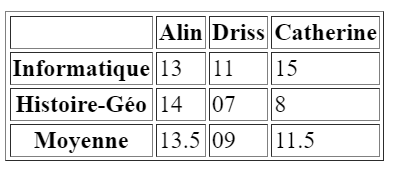 Alin Driss Catherine
Informatique 13 11 15
Histoire-Géo 14 07 8
Moyenne 13.5 09 11.5